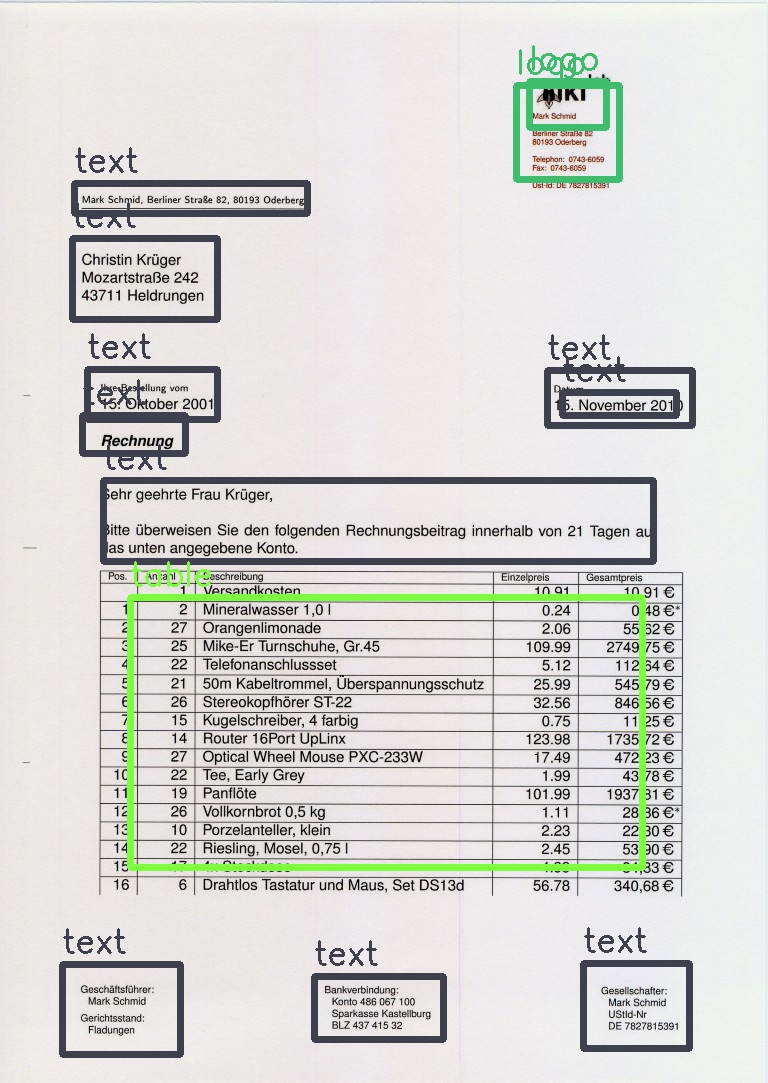 logo
logo
KIKI
Mark Schmid
Berliner Straße 82
80193 Oderberg
Telephon: 0743-6059
Fax: 0743-6059
Ust-Id: DE 7827815391
text
Mark Schmid, Berliner Straße 82, 80193 Oderberg
text
Christin Krüger
Mozartstraße 242
43711 Heldrungen
text
Ihre Bestellung vom
15. Oktober 2001
text
text
text
Datum
15. November 2010
Rechnung
text
Sehr geehrte Frau Krüger,
Bitte überweisen Sie den folgenden Rechnungsbeitrag innerhalb von 21 Tagen
das unten angegebene Konto.
table
Pos. Anzahl Beschreibung Einzelpreis Gesamtpreis
1 Versandkosten 10.91 10,91 €
1 2 Mineralwasser 1,0 l 0.24 0,48 €*
2 27 Orangenlimonade 2.06 55,62 €
3 25 Mike-Er Turnschuhe, Gr.45 109.99 2749,75 €
4 22 Telefonanschlussset 5.12 112,64 €
5 21 50m Kabeltrommel, Überspannungsschutz 25.99 545,79 €
6 26 Stereokopfhörer ST-22 32.56 846,56 €
7 15 Kugelschreiber, 4 farbig 0.75 11,25 €
8 14 Router 16Port UpLinx 123.98 1735,72 €
9 27 Optical Wheel Mouse PXC-233W 17.49 472,23 €
10 22 Tee, Early Grey 1.99 43,78 €
11 19 Panflöte 101.99 1937,81 €
12 26 Vollkornbrot 0,5 kg 1.11 28,86 €*
13 10 Porzelanteller, klein 2.23 22,30 €
14 22 Riesling, Mosel, 0,75 l 2.45 53,90 €
15 17 4x Steckdose
16 6 Drahtlos Tastatur und Maus, Set DS13d 56.78 340,68 €
text
Geschäftsführer:
Mark Schmid
Gerichtsstand:
Fladungen
text
Bankverbindung:
Konto 486 067 100
Sparkasse Kastellburg
BLZ 437 415 32
text
Gesellschafter:
Mark Schmid
UStId-Nr
DE 7827815391